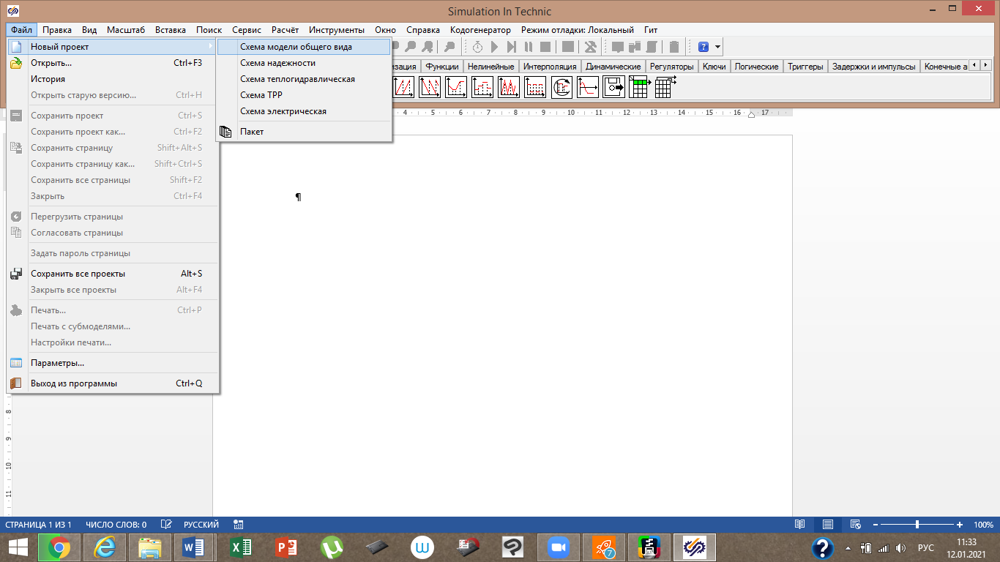 Simulation In Technic
Файл Правка Вид Масштаб Вставка Поиск Сервис Расчёт Инструменты Окно Справка Кодогенератор Режим отладки: Локальный Гит
Новый проект
Открыть... Ctrl+F3
История
Открыть старую версию... Ctrl+H
Сохранить проект Ctrl+S
Сохранить проект как... Ctrl+F2
Сохранить страницу Shift+Alt+S
Сохранить страницу как... Shift+Ctrl+S
Сохранить все страницы Shift+F2
Закрыть Ctrl+F4
Перегрузить страницы
Согласовать страницы
Задать пароль страницы
Сохранить все проекты Alt+S
Закрыть все проекты Alt+F4
Печать... Ctrl+P
Печать с субмоделями...
Настройки печати...
Параметры...
Выход из программы Ctrl+Q
Схема модели общего вида
Схема надежности
Схема теплогидравлическая
Схема ТРР
Схема электрическая
Пакет
изация Функции Нелинейные Интерполяция Динамические Регуляторы Ключи Логические Триггеры Задержки и импульсы Конечные а
4 5 6 7 8 9 10 11 12 13 14 15 16 17
¶
8
9
10
11
СТРАНИЦА 1 ИЗ 1 ЧИСЛО СЛОВ: 0 РУССКИЙ 100%
7
РУС
11:33
12.01.2021